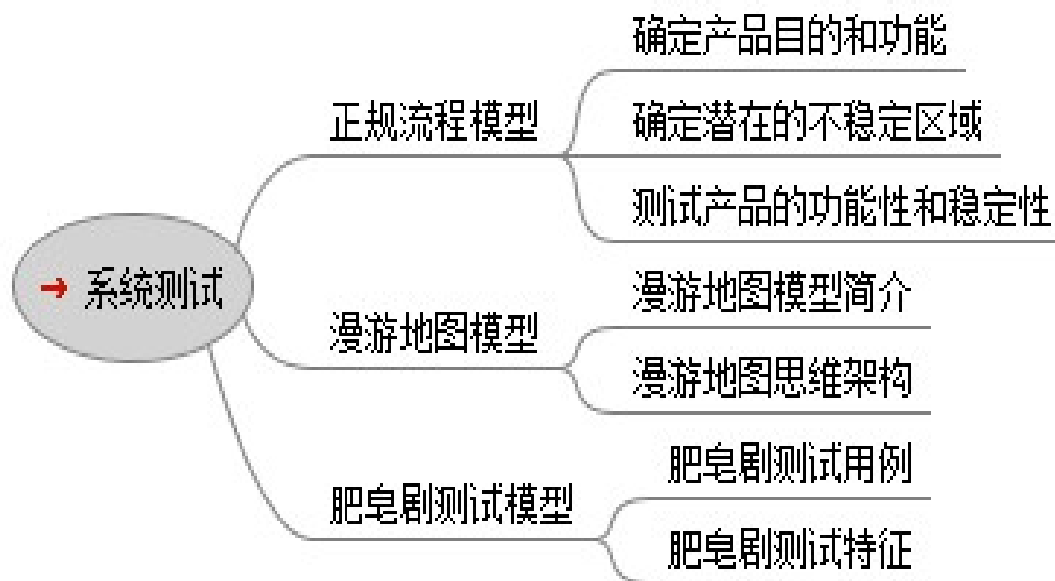 确定产品目的和功能
正规流程模型
确定潜在的不稳定区域
测试产品的功能性和稳定性
系统测试
漫游地图模型简介
漫游地图模型
漫游地图思维架构
肥皂剧测试用例
肥皂剧测试模型
肥皂剧测试特征